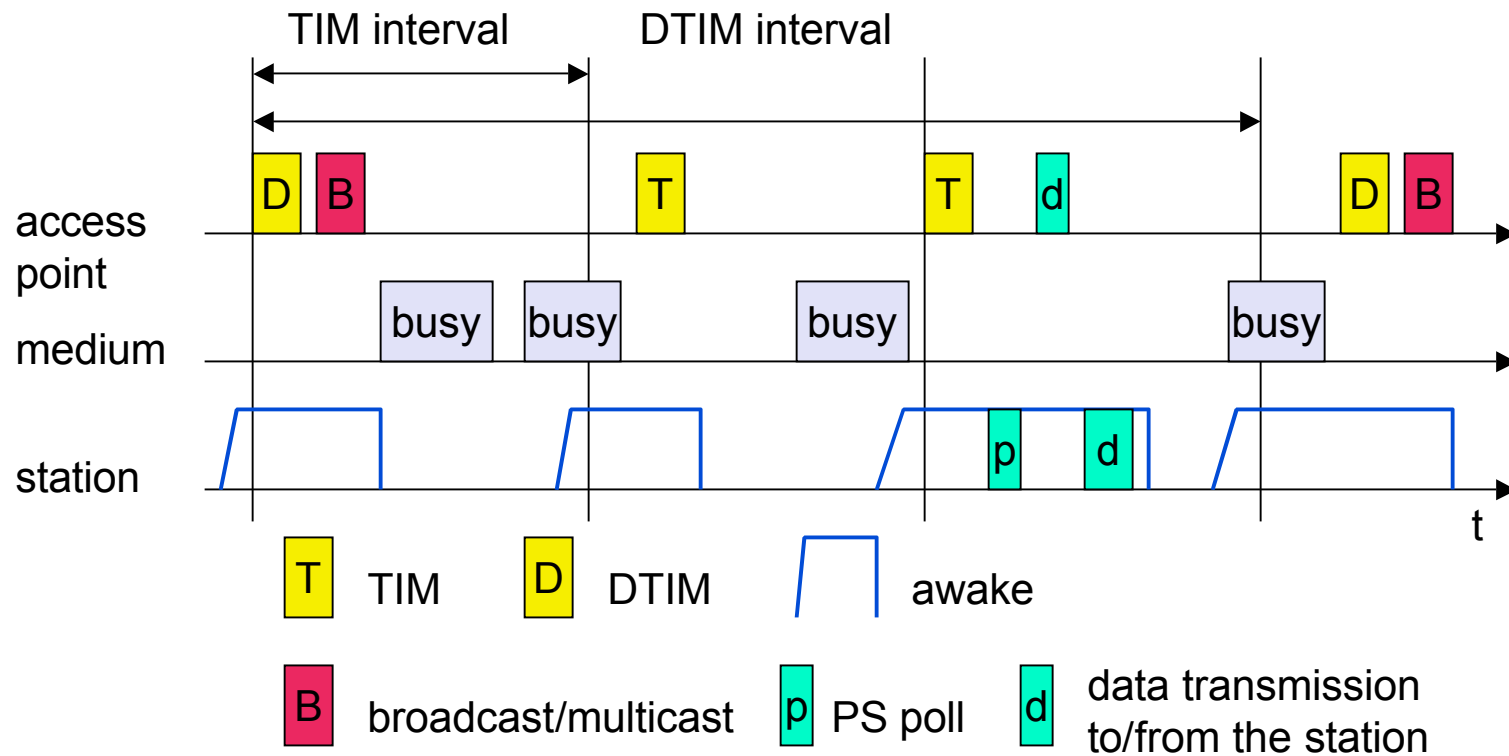 TIM interval DTIM interval
D B T T d D B
access
point
busy busy busy busy
medium
p d
station
t
T TIM D DTIM awake
B broadcast/multicast p PS poll d data transmission
to/from the station